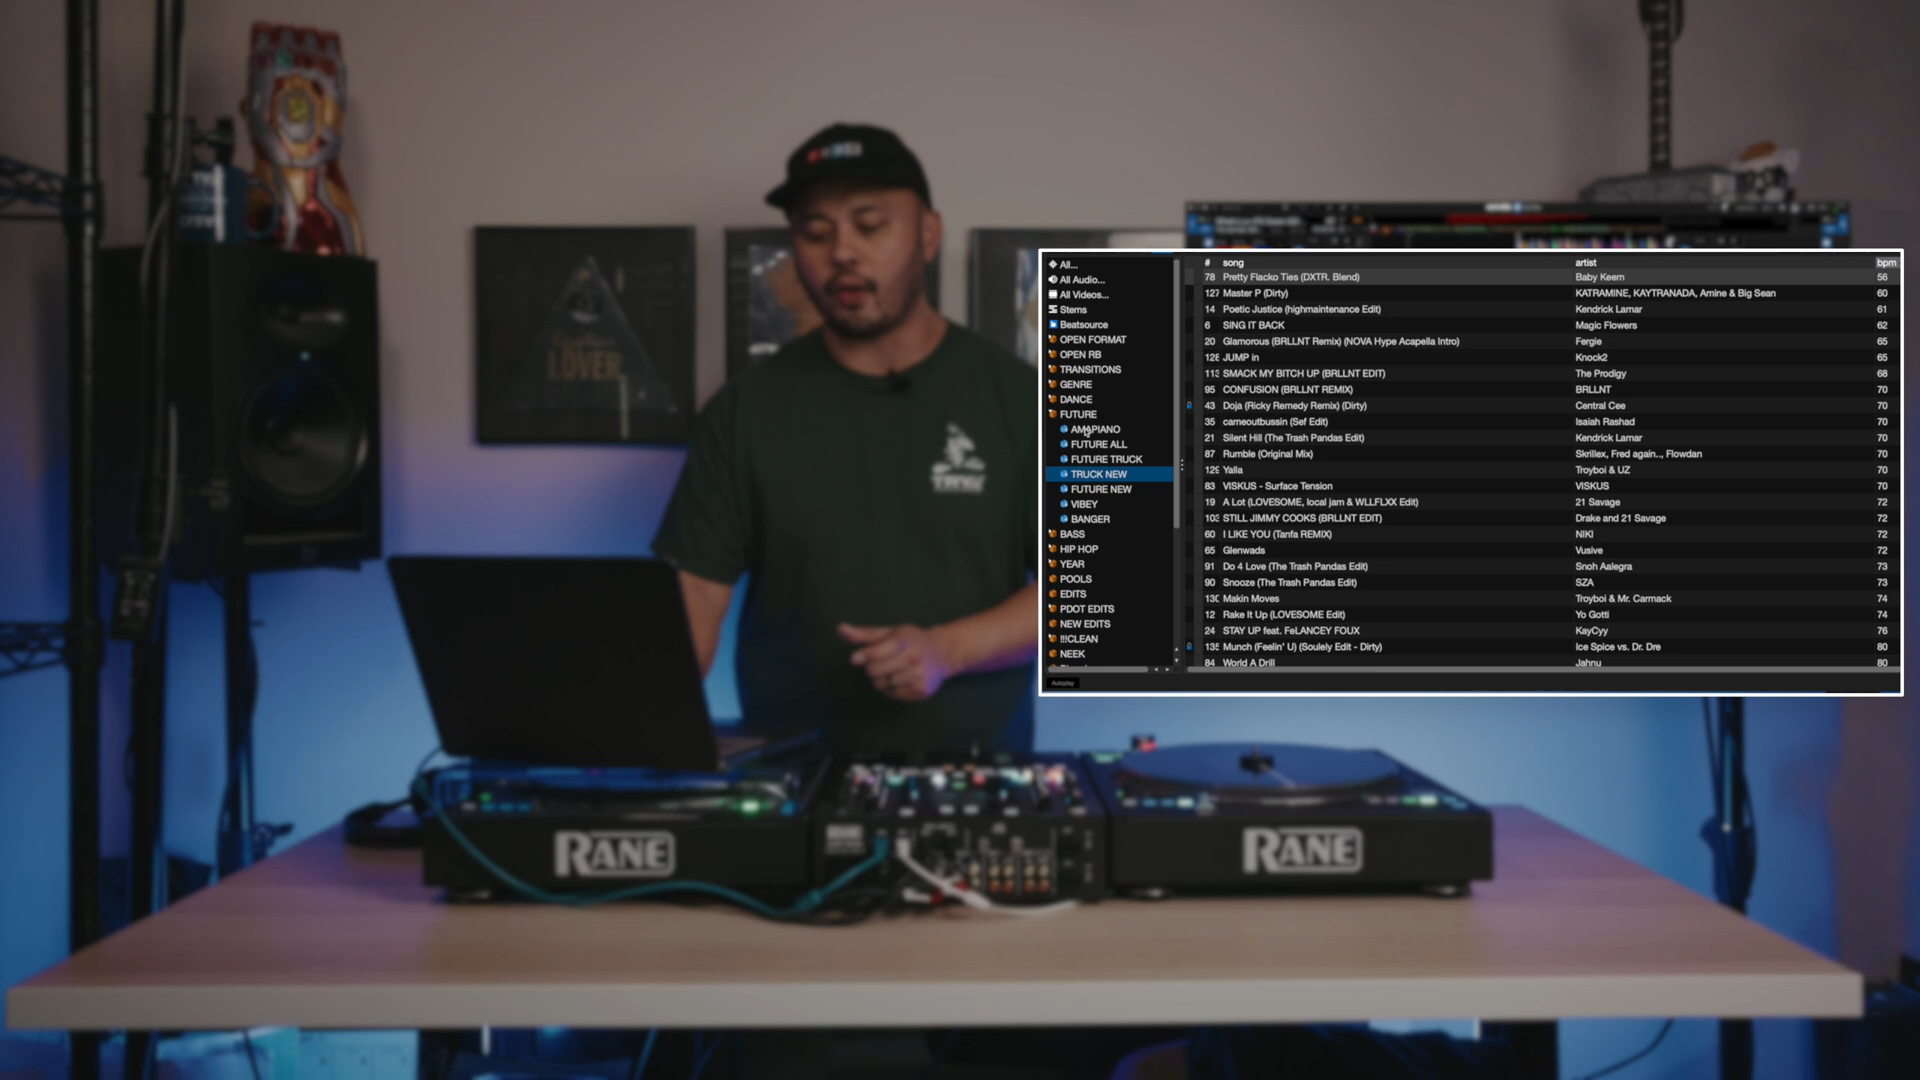 LOVER
RANE
RANE
All...
All Audio...
All Videos...
Stems
Beatsource
OPEN FORMAT
OPEN RB
TRANSITIONS
GENRE
DANCE
FUTURE
AMAPIANO
FUTURE ALL
FUTURE TRUCK
TRUCK NEW
FUTURE NEW
VIBEY
BANGER
BASS
HIP HOP
YEAR
POOLS
EDITS
PDOT EDITS
NEW EDITS
!!!CLEAN
NEEK
Autoplay
# song artist bpm
78 Pretty Flacko Ties (DXTR. Blend) Baby Keem 56
127 Master P (Dirty) KATRAMINE, KAYTRANADA, Amine & Big Sean 60
14 Poetic Justice (highmaintenance Edit) Kendrick Lamar 61
6 SING IT BACK Magic Flowers 62
20 Glamorous (BRLLNT Remix) (NOVA Hype Acapella Intro) Fergie 65
128 JUMP in Knock2 65
113 SMACK MY BITCH UP (BRLLNT EDIT) The Prodigy 68
95 CONFUSION (BRLLNT REMIX) BRLLNT 70
43 Doja (Ricky Remedy Remix) (Dirty) Central Cee 70
35 cameoutbussin (Sef Edit) Isaiah Rashad 70
21 Silent Hill (The Trash Pandas Edit) Kendrick Lamar 70
87 Rumble (Original Mix) Skrillex, Fred again.., Flowdan 70
129 Yalla Troyboi & UZ 70
83 VISKUS - Surface Tension VISKUS 70
19 A Lot (LOVESOME, local jam & WLLFLXX Edit) 21 Savage 72
103 STILL JIMMY COOKS (BRLLNT EDIT) Drake and 21 Savage 72
60 I LIKE YOU (Tanfa REMIX) NIKI 72
65 Glenwads Vusive 72
91 Do 4 Love (The Trash Pandas Edit) Snoh Aalegra 73
90 Snooze (The Trash Pandas Edit) SZA 73
130 Makin Moves Troyboi & Mr. Carmack 74
12 Rake It Up (LOVESOME Edit) Yo Gotti 74
24 STAY UP feat. FeLANCEY FOUX KayCyy 76
135 Munch (Feelin' U) (Soulely Edit - Dirty) Ice Spice vs. Dr. Dre 80
84 World A Drill Jahnu 80